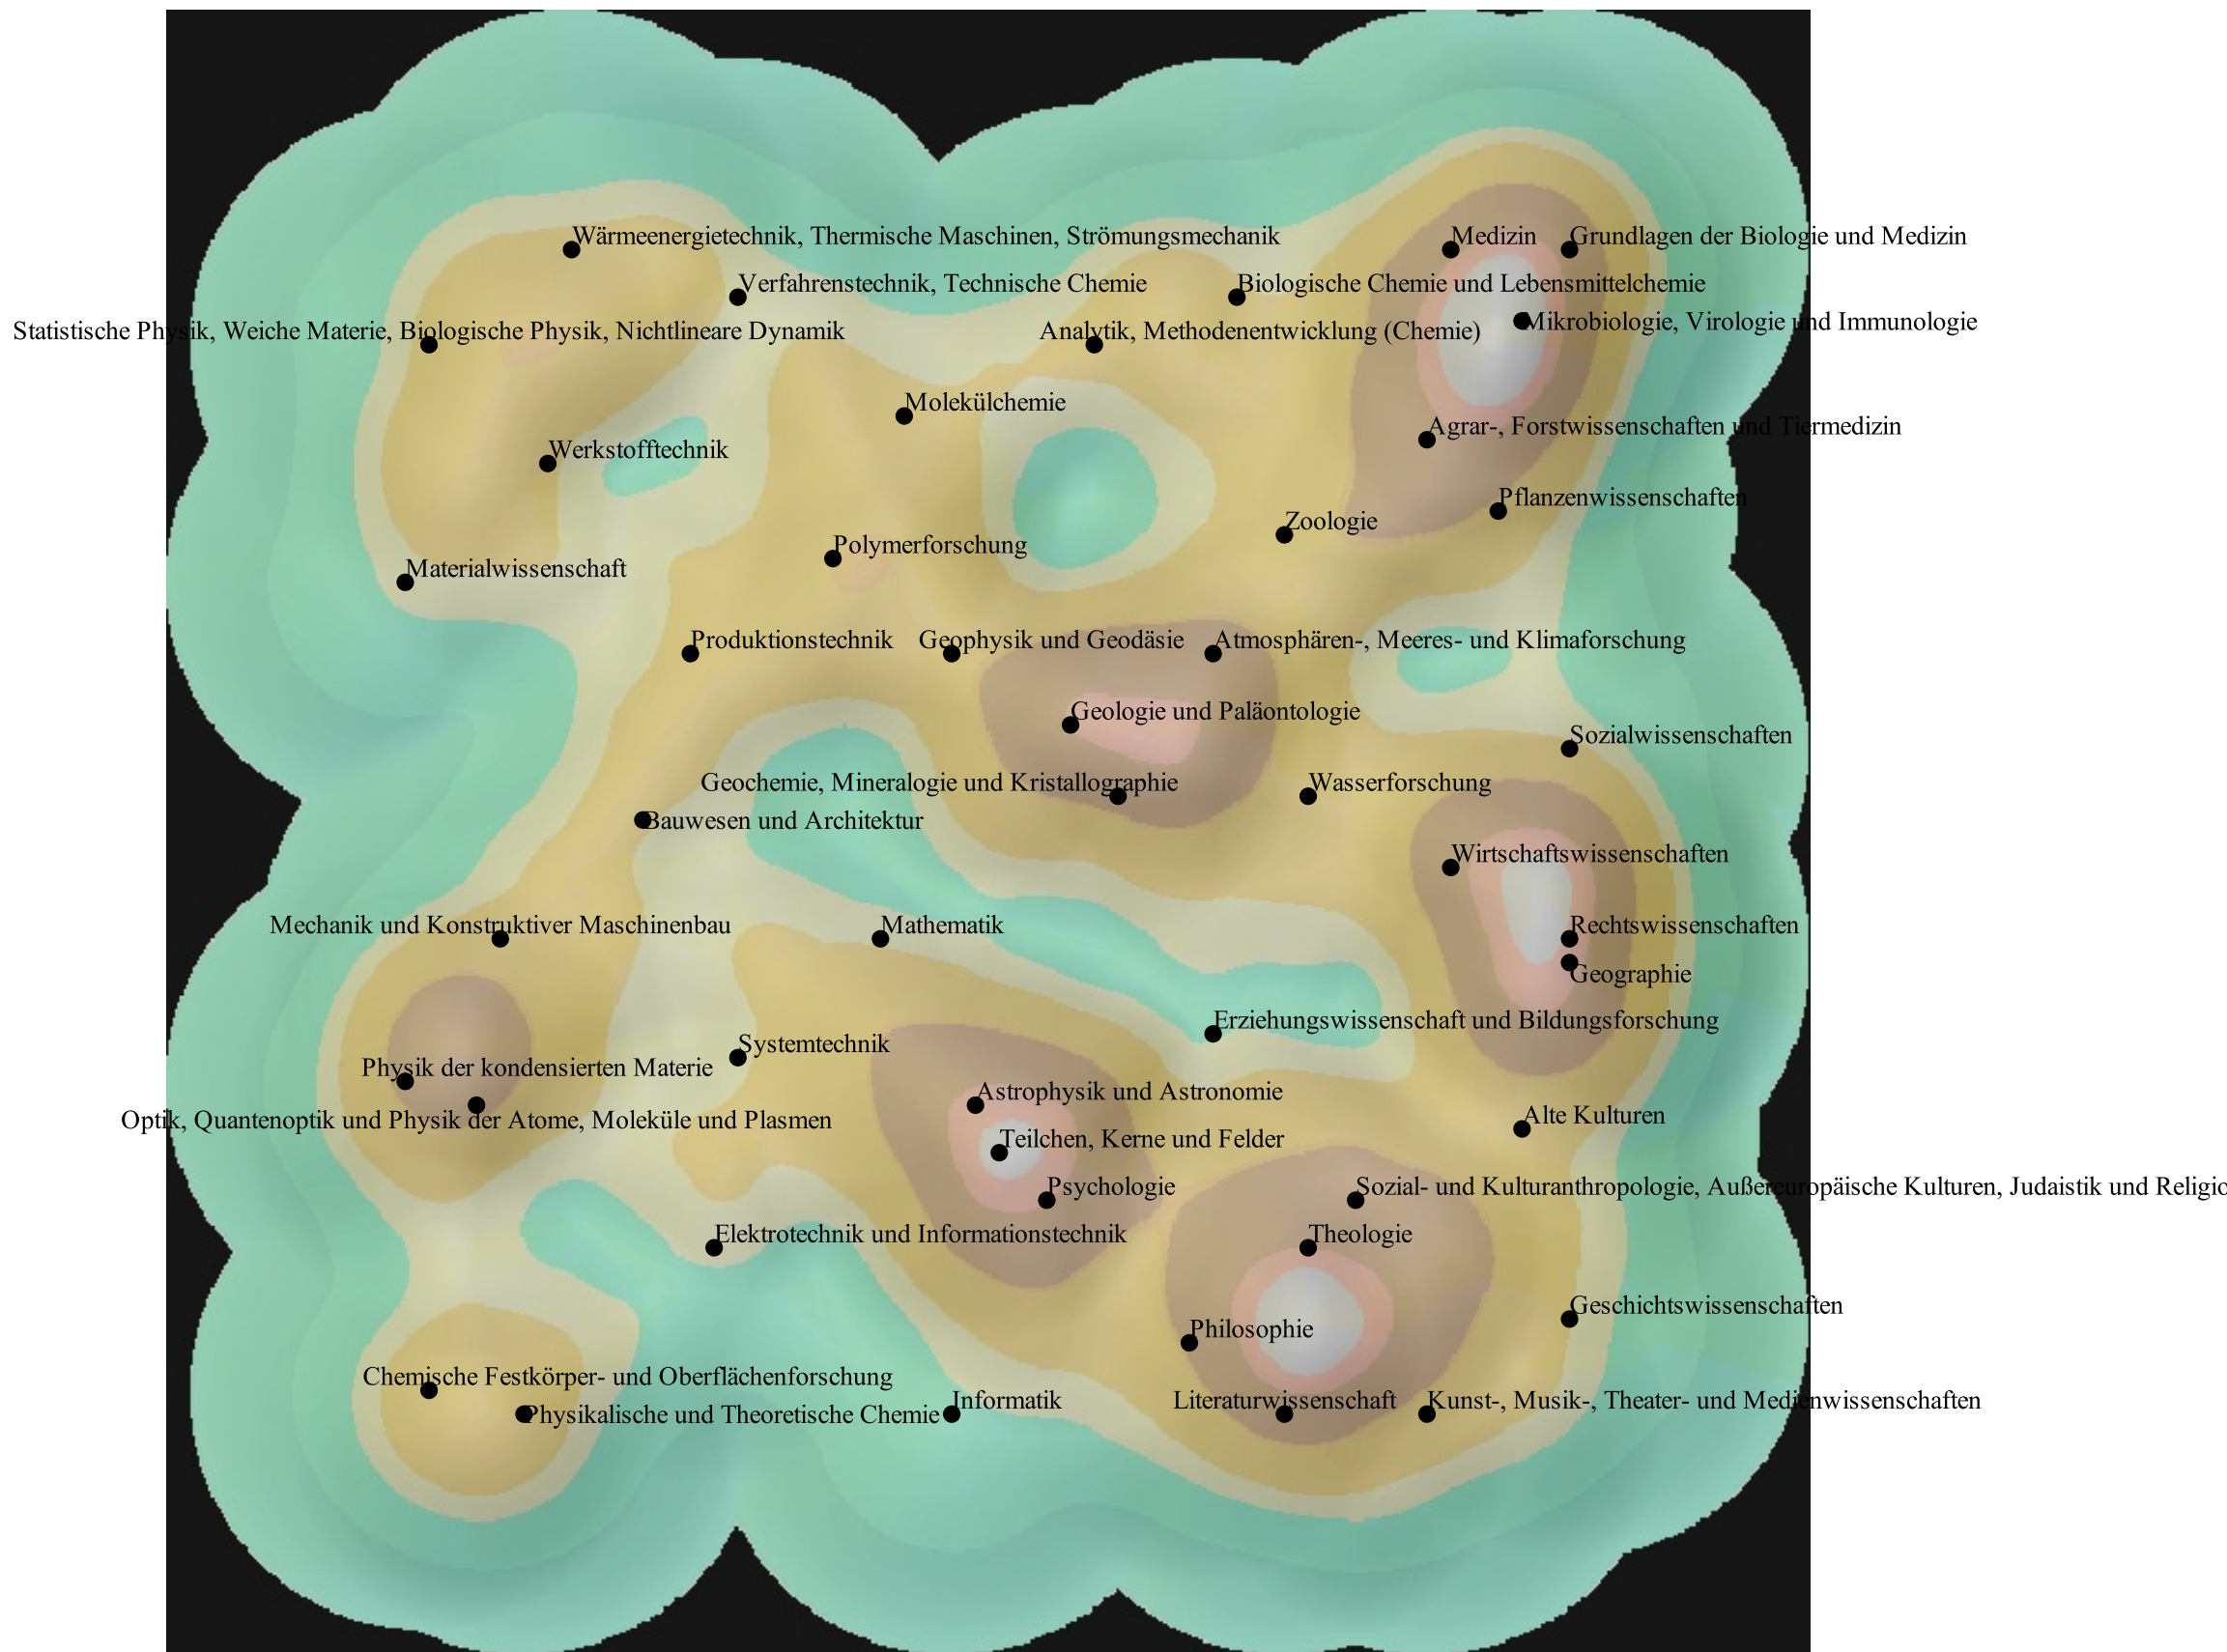 Wärmeenergietechnik, Thermische Maschinen, Strömungsmechanik
Medizin
Grundlagen der Biologie und Medizin
Verfahrenstechnik, Technische Chemie
Biologische Chemie und Lebensmittelchemie
Statistische Physik, Weiche Materie, Biologische Physik, Nichtlineare Dynamik
Analytik, Methodenentwicklung (Chemie)
Mikrobiologie, Virologie und Immunologie
Molekülchemie
Agrar-, Forstwissenschaften und Tiermedizin
Werkstofftechnik
Pflanzenwissenschaften
Zoologie
Polymerforschung
Materialwissenschaft
Produktionstechnik
Geophysik und Geodäsie
Atmosphären-, Meeres- und Klimaforschung
Geologie und Paläontologie
Sozialwissenschaften
Geochemie, Mineralogie und Kristallographie
Wasserforschung
Bauwesen und Architektur
Wirtschaftswissenschaften
Mechanik und Konstruktiver Maschinenbau
Mathematik
Rechtswissenschaften
Geographie
Erziehungswissenschaft und Bildungsforschung
Systemtechnik
Physik der kondensierten Materie
Astrophysik und Astronomie
Optik, Quantenoptik und Physik der Atome, Moleküle und Plasmen
Alte Kulturen
Teilchen, Kerne und Felder
Psychologie
Sozial- und Kulturanthropologie, Außereuropäische Kulturen, Judaistik und Religio
Elektrotechnik und Informationstechnik
Theologie
Geschichtswissenschaften
Philosophie
Chemische Festkörper- und Oberflächenforschung
Physikalische und Theoretische Chemie
Informatik
Literaturwissenschaft
Kunst-, Musik-, Theater- und Medienwissenschaften